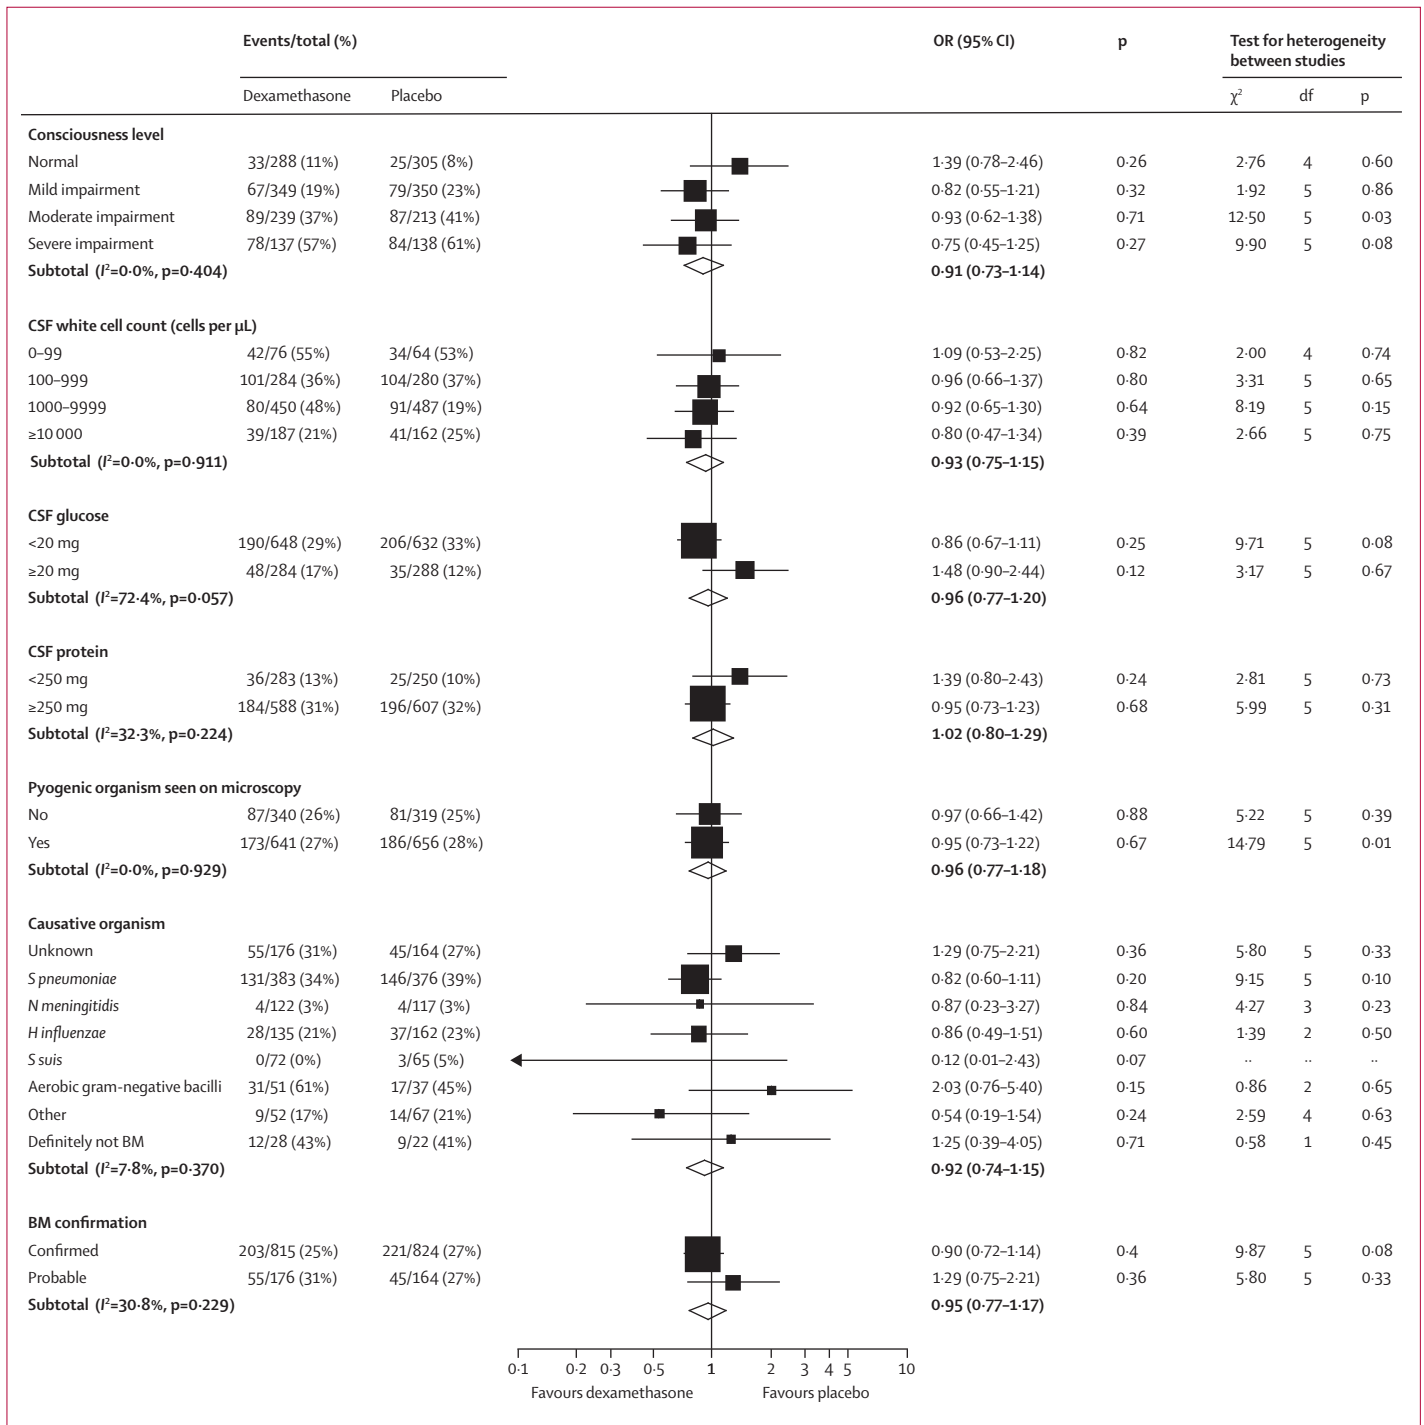 Events/total (%) OR (95% CI) p Test for heterogeneity
between studies
Dexamethasone Placebo χ² df p
Consciousness level
Normal 33/288 (11%) 25/305 (8%) 1·39 (0·78–2·46) 0·26 2·76 4 0·60
Mild impairment 67/349 (19%) 79/350 (23%) 0·82 (0·55–1·21) 0·32 1·92 5 0·86
Moderate impairment 89/239 (37%) 87/213 (41%) 0·93 (0·62–1·38) 0·71 12·50 5 0·03
Severe impairment 78/137 (57%) 84/138 (61%) 0·75 (0·45–1·25) 0·27 9·90 5 0·08
Subtotal (I²=0·0%, p=0·404) 0·91 (0·73–1·14)
CSF white cell count (cells per µL)
0–99 42/76 (55%) 34/64 (53%) 1·09 (0·53–2·25) 0·82 2·00 4 0·74
100–999 101/284 (36%) 104/280 (37%) 0·96 (0·66–1·37) 0·80 3·31 5 0·65
1000–9999 80/450 (48%) 91/487 (19%) 0·92 (0·65–1·30) 0·64 8·19 5 0·15
≥10 000 39/187 (21%) 41/162 (25%) 0·80 (0·47–1·34) 0·39 2·66 5 0·75
Subtotal (I²=0·0%, p=0·911) 0·93 (0·75–1·15)
CSF glucose
<20 mg 190/648 (29%) 206/632 (33%) 0·86 (0·67–1·11) 0·25 9·71 5 0·08
≥20 mg 48/284 (17%) 35/288 (12%) 1·48 (0·90–2·44) 0·12 3·17 5 0·67
Subtotal (I²=72·4%, p=0·057) 0·96 (0·77–1·20)
CSF protein
<250 mg 36/283 (13%) 25/250 (10%) 1·39 (0·80–2·43) 0·24 2·81 5 0·73
≥250 mg 184/588 (31%) 196/607 (32%) 0·95 (0·73–1·23) 0·68 5·99 5 0·31
Subtotal (I²=32·3%, p=0·224) 1·02 (0·80–1·29)
Pyogenic organism seen on microscopy
No 87/340 (26%) 81/319 (25%) 0·97 (0·66–1·42) 0·88 5·22 5 0·39
Yes 173/641 (27%) 186/656 (28%) 0·95 (0·73–1·22) 0·67 14·79 5 0·01
Subtotal (I²=0·0%, p=0·929) 0·96 (0·77–1·18)
Causative organism
Unknown 55/176 (31%) 45/164 (27%) 1·29 (0·75–2·21) 0·36 5·80 5 0·33
S pneumoniae 131/383 (34%) 146/376 (39%) 0·82 (0·60–1·11) 0·20 9·15 5 0·10
N meningitidis 4/122 (3%) 4/117 (3%) 0·87 (0·23–3·27) 0·84 4·27 3 0·23
H influenzae 28/135 (21%) 37/162 (23%) 0·86 (0·49–1·51) 0·60 1·39 2 0·50
S suis 0/72 (0%) 3/65 (5%) 0·12 (0·01–2·43) 0·07 ·· ·· ··
Aerobic gram-negative bacilli 31/51 (61%) 17/37 (45%) 2·03 (0·76–5·40) 0·15 0·86 2 0·65
Other 9/52 (17%) 14/67 (21%) 0·54 (0·19–1·54) 0·24 2·59 4 0·63
Definitely not BM 12/28 (43%) 9/22 (41%) 1·25 (0·39–4·05) 0·71 0·58 1 0·45
Subtotal (I²=7·8%, p=0·370) 0·92 (0·74–1·15)
BM confirmation
Confirmed 203/815 (25%) 221/824 (27%) 0·90 (0·72–1·14) 0·4 9·87 5 0·08
Probable 55/176 (31%) 45/164 (27%) 1·29 (0·75–2·21) 0·36 5·80 5 0·33
Subtotal (I²=30·8%, p=0·229) 0·95 (0·77–1·17)
0·1 0·2 0·3 0·5 1 2 3 4 5 10
Favours dexamethasone Favours placebo